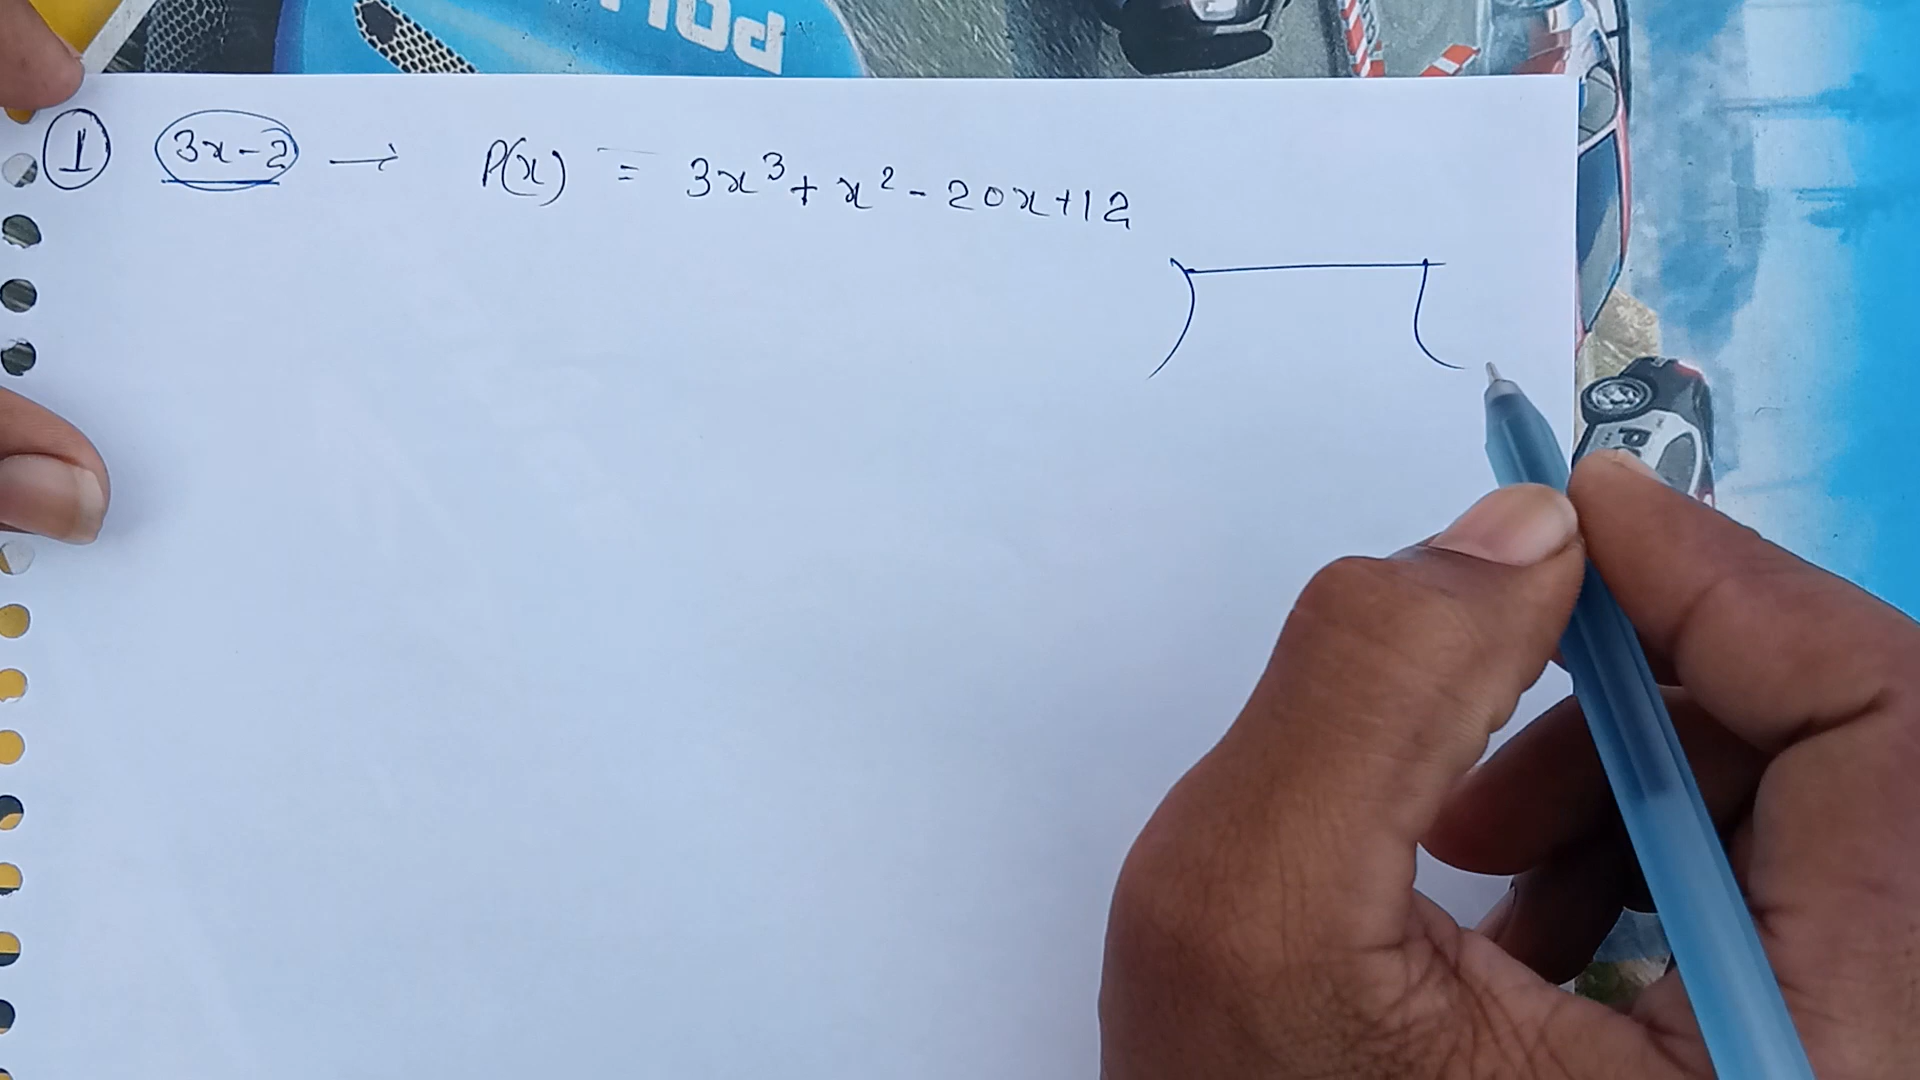 ① 3x-2 → P(x) = 3x³ + x² - 20x + 12